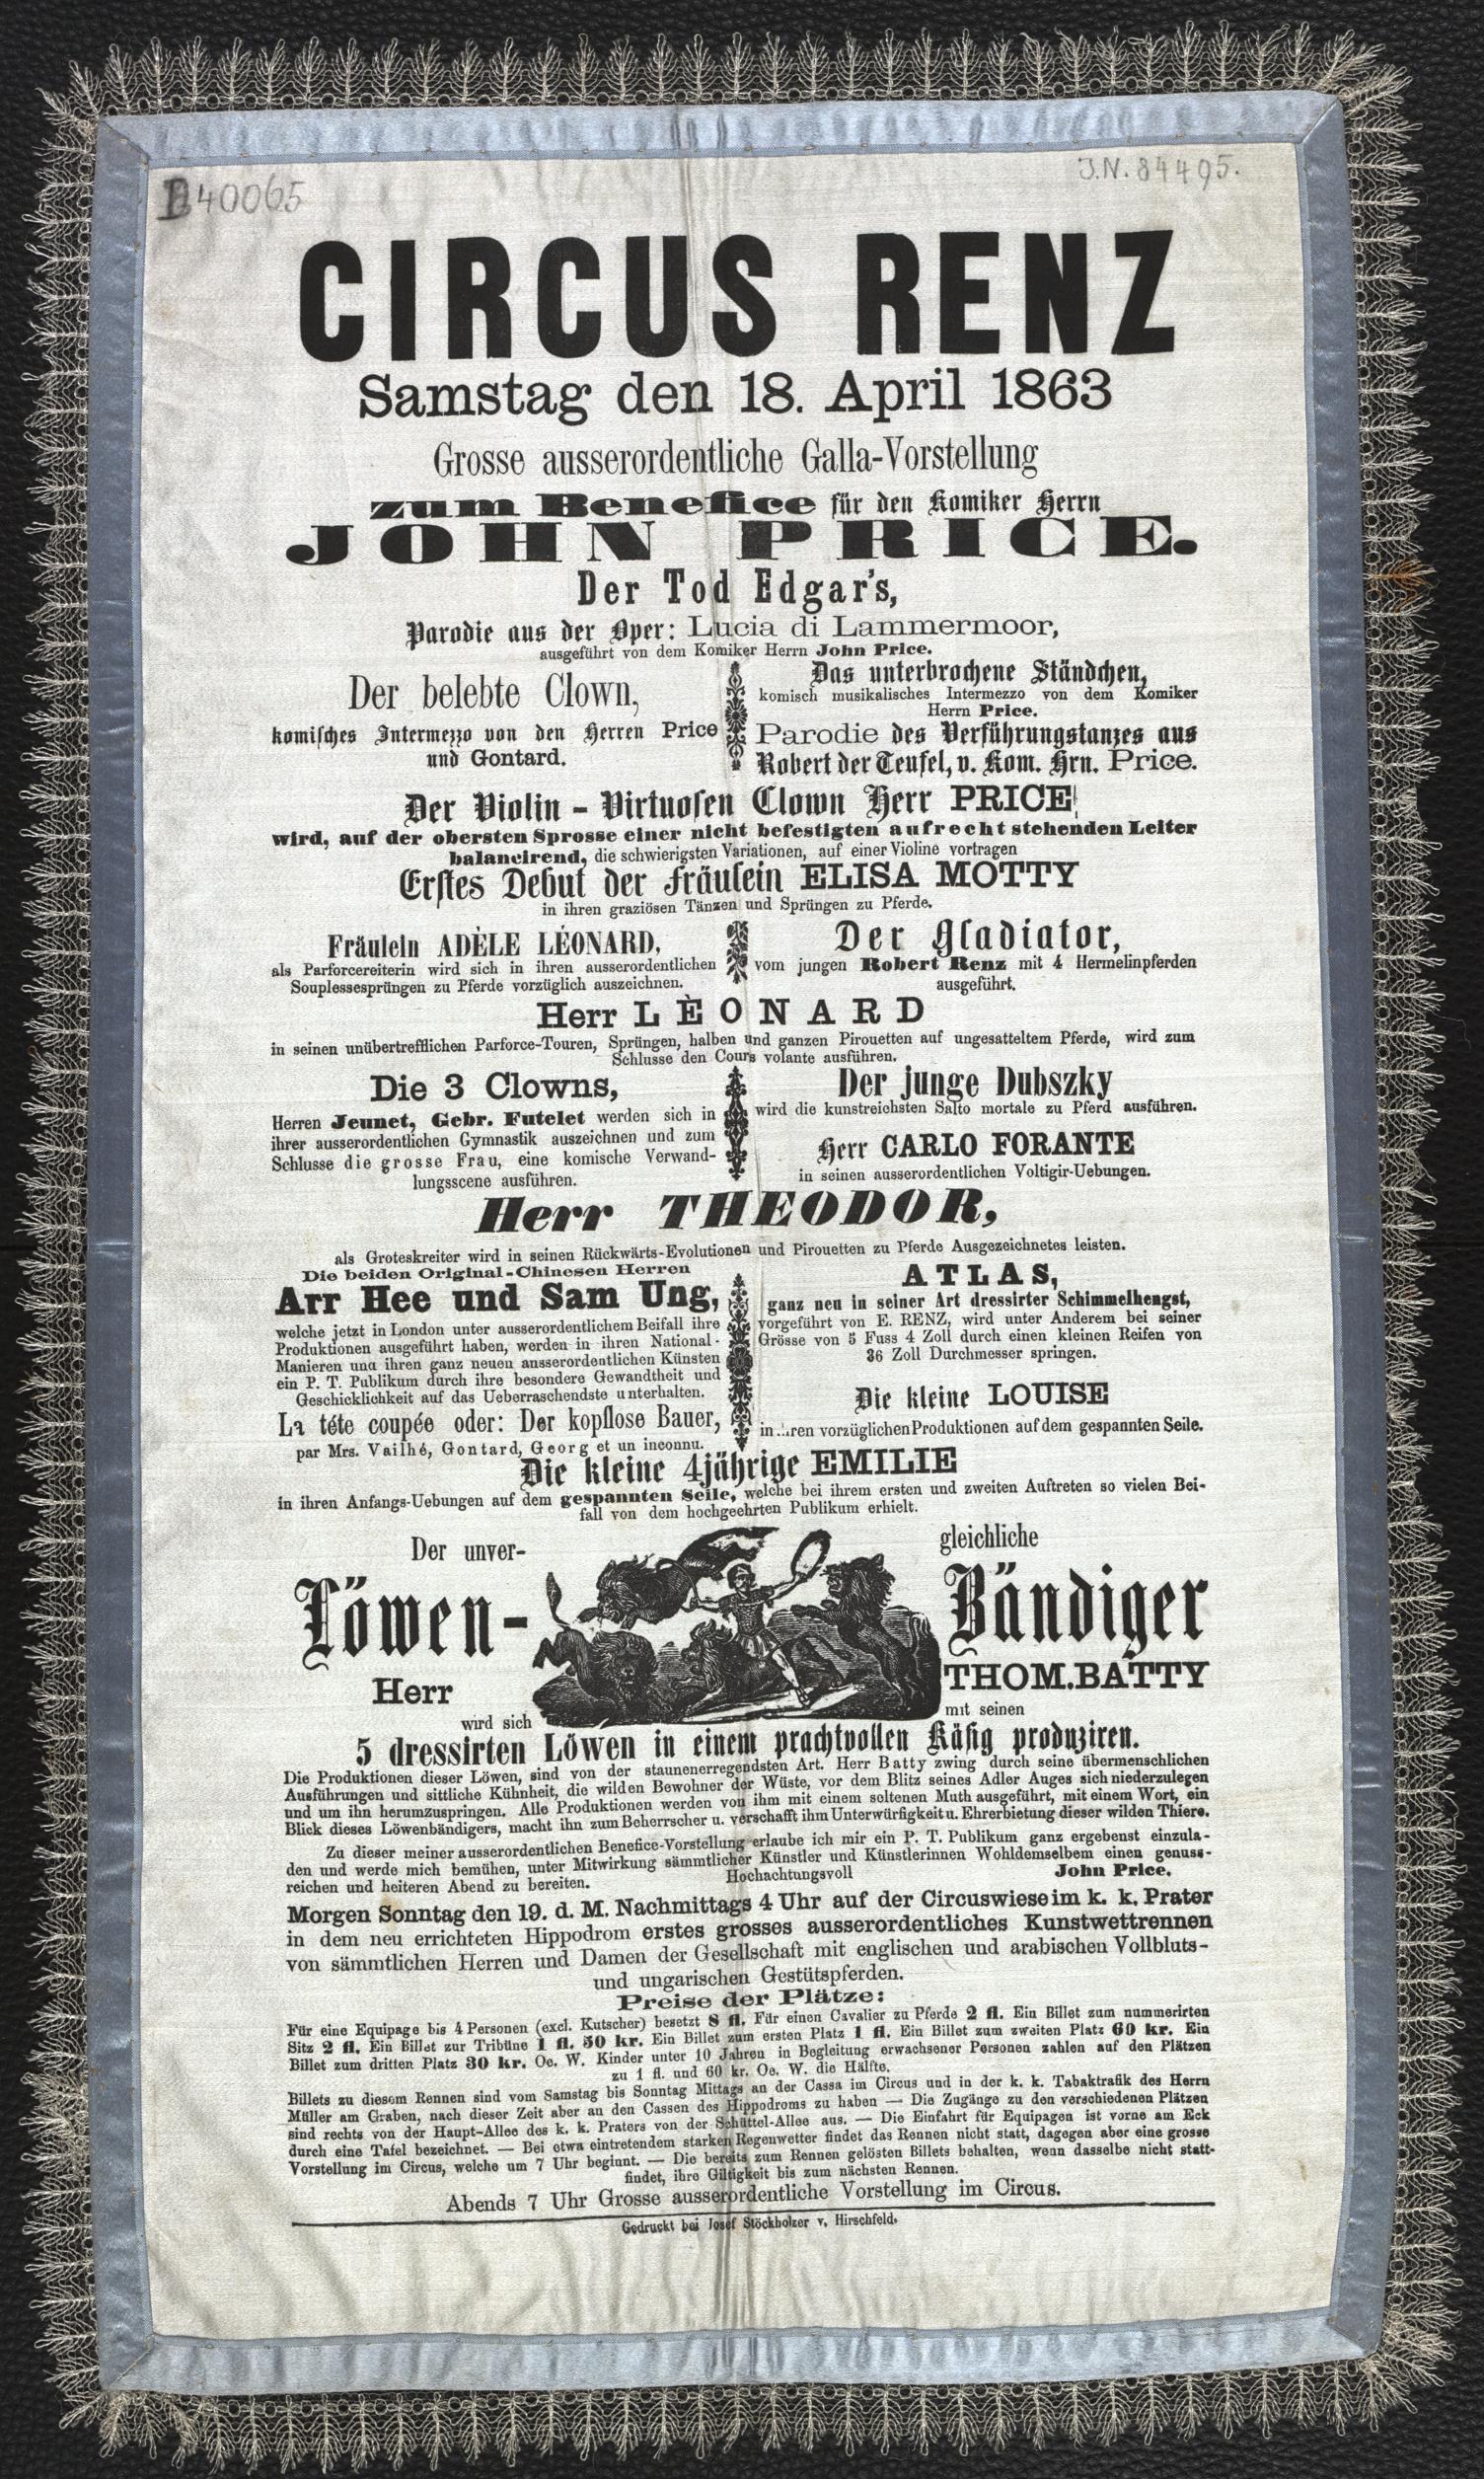 B40065
J.N. 84495.
CIRCUS RENZ
Samstag den 18. April 1863
Grosse ausserordentliche Galla-Vorstellung
zum Benefice für den Komiker Herrn
JOHN PRICE.
Der Tod Edgar's,
Parodie aus der Oper: Lucia di Lammermoor,
ausgeführt von dem Komiker Herrn John Price.
Der belebte Clown,
komisches Intermezzo von den Herren Price
und Gontard.
Das unterbrochene Ständchen,
komisch musikalisches Intermezzo von dem Komiker
Herrn Price.
Parodie des Verführungstanzes aus
Robert der Teufel, v. Kom. Hrn. Price.
Der Violin - Virtuosen Clown Herr PRICE
wird, auf der obersten Sprosse einer nicht befestigten aufrecht stehenden Leiter
balancirend, die schwierigsten Variationen, auf einer Violine vortragen
Erstes Debut der Fräulein ELISA MOTTY
in ihren graziösen Tänzen und Sprüngen zu Pferde.
Fräulein ADÈLE LÉONARD,
als Parforcereiterin wird sich in ihren ausserordentlichen
Souplessesprüngen zu Pferde vorzüglich auszeichnen.
Der Gladiator,
vom jungen Robert Renz mit 4 Hermelinpferden
ausgeführt.
Herr LÈONARD
in seinen unübertrefflichen Parforce-Touren, Sprüngen, halben und ganzen Pirouetten auf ungesatteltem Pferde, wird zum
Schlusse den Cours volante ausführen.
Die 3 Clowns,
Herren Jeunet, Gebr. Futelet werden sich in
ihrer ausserordentlichen Gymnastik auszeichnen und zum
Schlusse die grosse Frau, eine komische Verwand-
lungsscene ausführen.
Der junge Dubszky
wird die kunstreichsten Salto mortale zu Pferd ausführen.
Herr CARLO FORANTE
in seinen ausserordentlichen Voltigir-Uebungen.
Herr THEODOR,
als Groteskreiter wird in seinen Rückwärts-Evolutionen und Pirouetten zu Pferde Ausgezeichnetes leisten.
Die beiden Original-Chinesen Herren
Arr Hee und Sam Ung,
welche jetzt in London unter ausserordentlichem Beifall ihre
Produktionen ausgeführt haben, werden in ihren National-
Manieren und ihren ganz neuen ausserordentlichen Künsten
ein P. T. Publikum durch ihre besondere Gewandtheit und
Geschicklichkeit auf das Ueberraschendste unterhalten.
La téte coupée oder: Der kopflose Bauer,
par Mrs. Vailhé, Gontard, Georg et un inconnu.
ATLAS,
ganz neu in seiner Art dressirter Schimmelhengst,
vorgeführt von E. RENZ, wird unter Anderem bei seiner
Grösse von 5 Fuss 4 Zoll durch einen kleinen Reifen von
36 Zoll Durchmesser springen.
Die kleine LOUISE
in ihren vorzüglichen Produktionen auf dem gespannten Seile.
Die kleine 4jährige EMILIE
in ihren Anfangs-Uebungen auf dem gespannten Seile, welche bei ihrem ersten und zweiten Auftreten so vielen Bei-
fall von dem hochgeehrten Publikum erhielt.
Der unver-
gleichliche
Löwen-
Bändiger
Herr
THOM. BATTY
wird sich
mit seinen
5 dressirten Löwen in einem prachtvollen Käfig produziren.
Die Produktionen dieser Löwen, sind von der staunenerregendsten Art. Herr Batty zwing durch seine übermenschlichen
Ausführungen und sittliche Kühnheit, die wilden Bewohner der Wüste, vor dem Blitz seines Adler Auges sich niederzulegen
und um ihn herumzuspringen. Alle Produktionen werden von ihm mit einem seltenen Muth ausgeführt, mit einem Wort, ein
Blick dieses Löwenbändigers, macht ihn zum Beherrscher u. verschafft ihm Unterwürfigkeit u. Ehrerbietung dieser wilden Thiere.
Zu dieser meiner ausserordentlichen Benefice-Vorstellung erlaube ich mir ein P. T. Publikum ganz ergebenst einzula-
den und werde mich bemühen, unter Mitwirkung sämmtlicher Künstler und Künstlerinnen Wohldemselbem einen genuss-
reichen und heiteren Abend zu bereiten. Hochachtungsvoll John Price.
Morgen Sonntag den 19. d. M. Nachmittags 4 Uhr auf der Circuswiese im k. k. Prater
in dem neu errichteten Hippodrom erstes grosses ausserordentliches Kunstwettrennen
von sämmtlichen Herren und Damen der Gesellschaft mit englischen und arabischen Vollbluts-
und ungarischen Gestütspferden.
Preise der Plätze:
Für eine Equipage bis 4 Personen (excl. Kutscher) besetzt 8 fl. Für einen Cavalier zu Pferde 2 fl. Ein Billet zum nummerirten
Sitz 2 fl. Ein Billet zur Tribüne 1 fl. 50 kr. Ein Billet zum ersten Platz 1 fl. Ein Billet zum zweiten Platz 60 kr. Ein
Billet zum dritten Platz 30 kr. Oe. W. Kinder unter 10 Jahren in Begleitung erwachsener Personen zahlen auf den Plätzen
zu 1 fl. und 60 kr. Oe. W. die Hälfte.
Billets zu diesem Rennen sind vom Samstag bis Sonntag Mittags an der Cassa im Circus und in der k. k. Tabaktrafik des Herrn
Müller am Graben, nach dieser Zeit aber an den Cassen des Hippodroms zu haben — Die Zugänge zu den verschiedenen Plätzen
sind rechts von der Haupt-Allee des k. k. Praters von der Schüttel-Allee aus. — Die Einfahrt für Equipagen ist vorne am Eck
durch eine Tafel bezeichnet. — Bei etwa eintretendem starken Regenwetter findet das Rennen nicht statt, dagegen aber eine grosse
Vorstellung im Circus, welche um 7 Uhr beginnt. — Die bereits zum Rennen gelösten Billets behalten, wenn dasselbe nicht statt-
findet, ihre Giltigkeit bis zum nächsten Rennen.
Abends 7 Uhr Grosse ausserordentliche Vorstellung im Circus.
Gedruckt bei Josef Stöckholzer v. Hirschfeld.